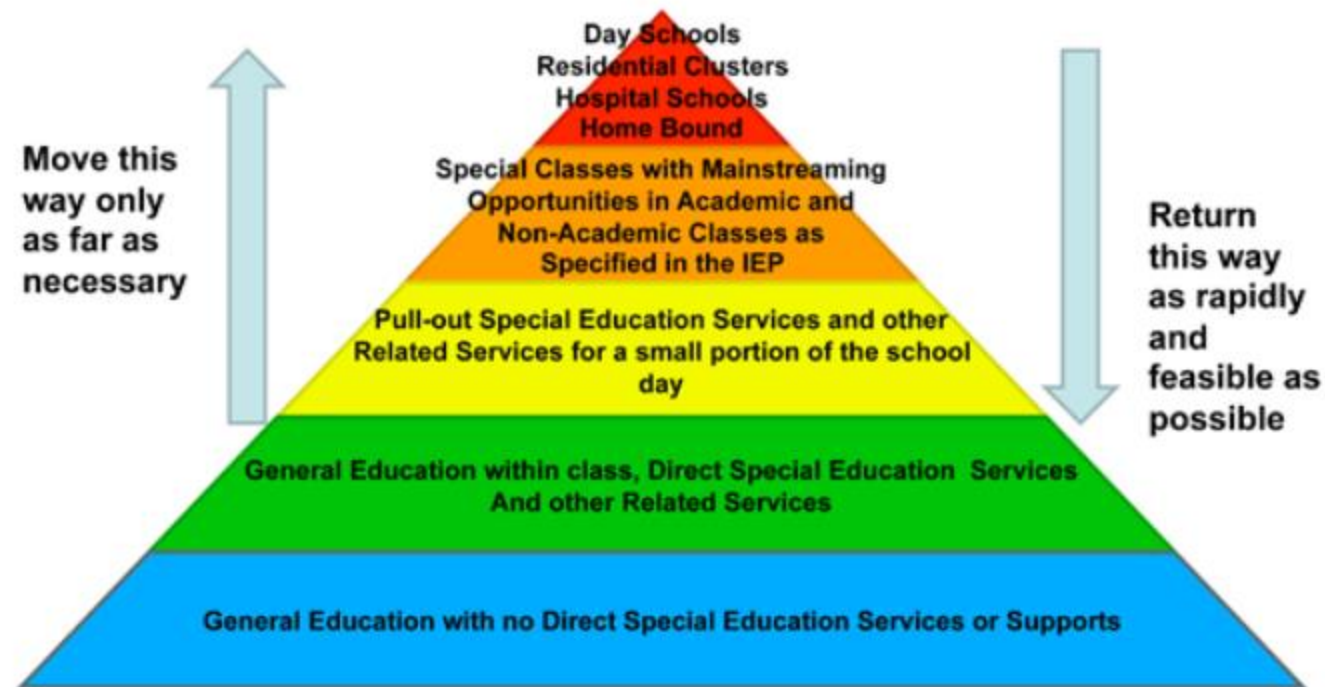 Day Schools
Residential Clusters
Hospital Schools
Home Bound
Move this
way only
as far as
necessary
Special Classes with Mainstreaming
Opportunities in Academic and
Non-Academic Classes as
Specified in the IEP
Return
this way
as rapidly
and
feasible as
possible
Pull-out Special Education Services and other
Related Services for a small portion of the school
day
General Education within class, Direct Special Education Services
And other Related Services
General Education with no Direct Special Education Services or Supports